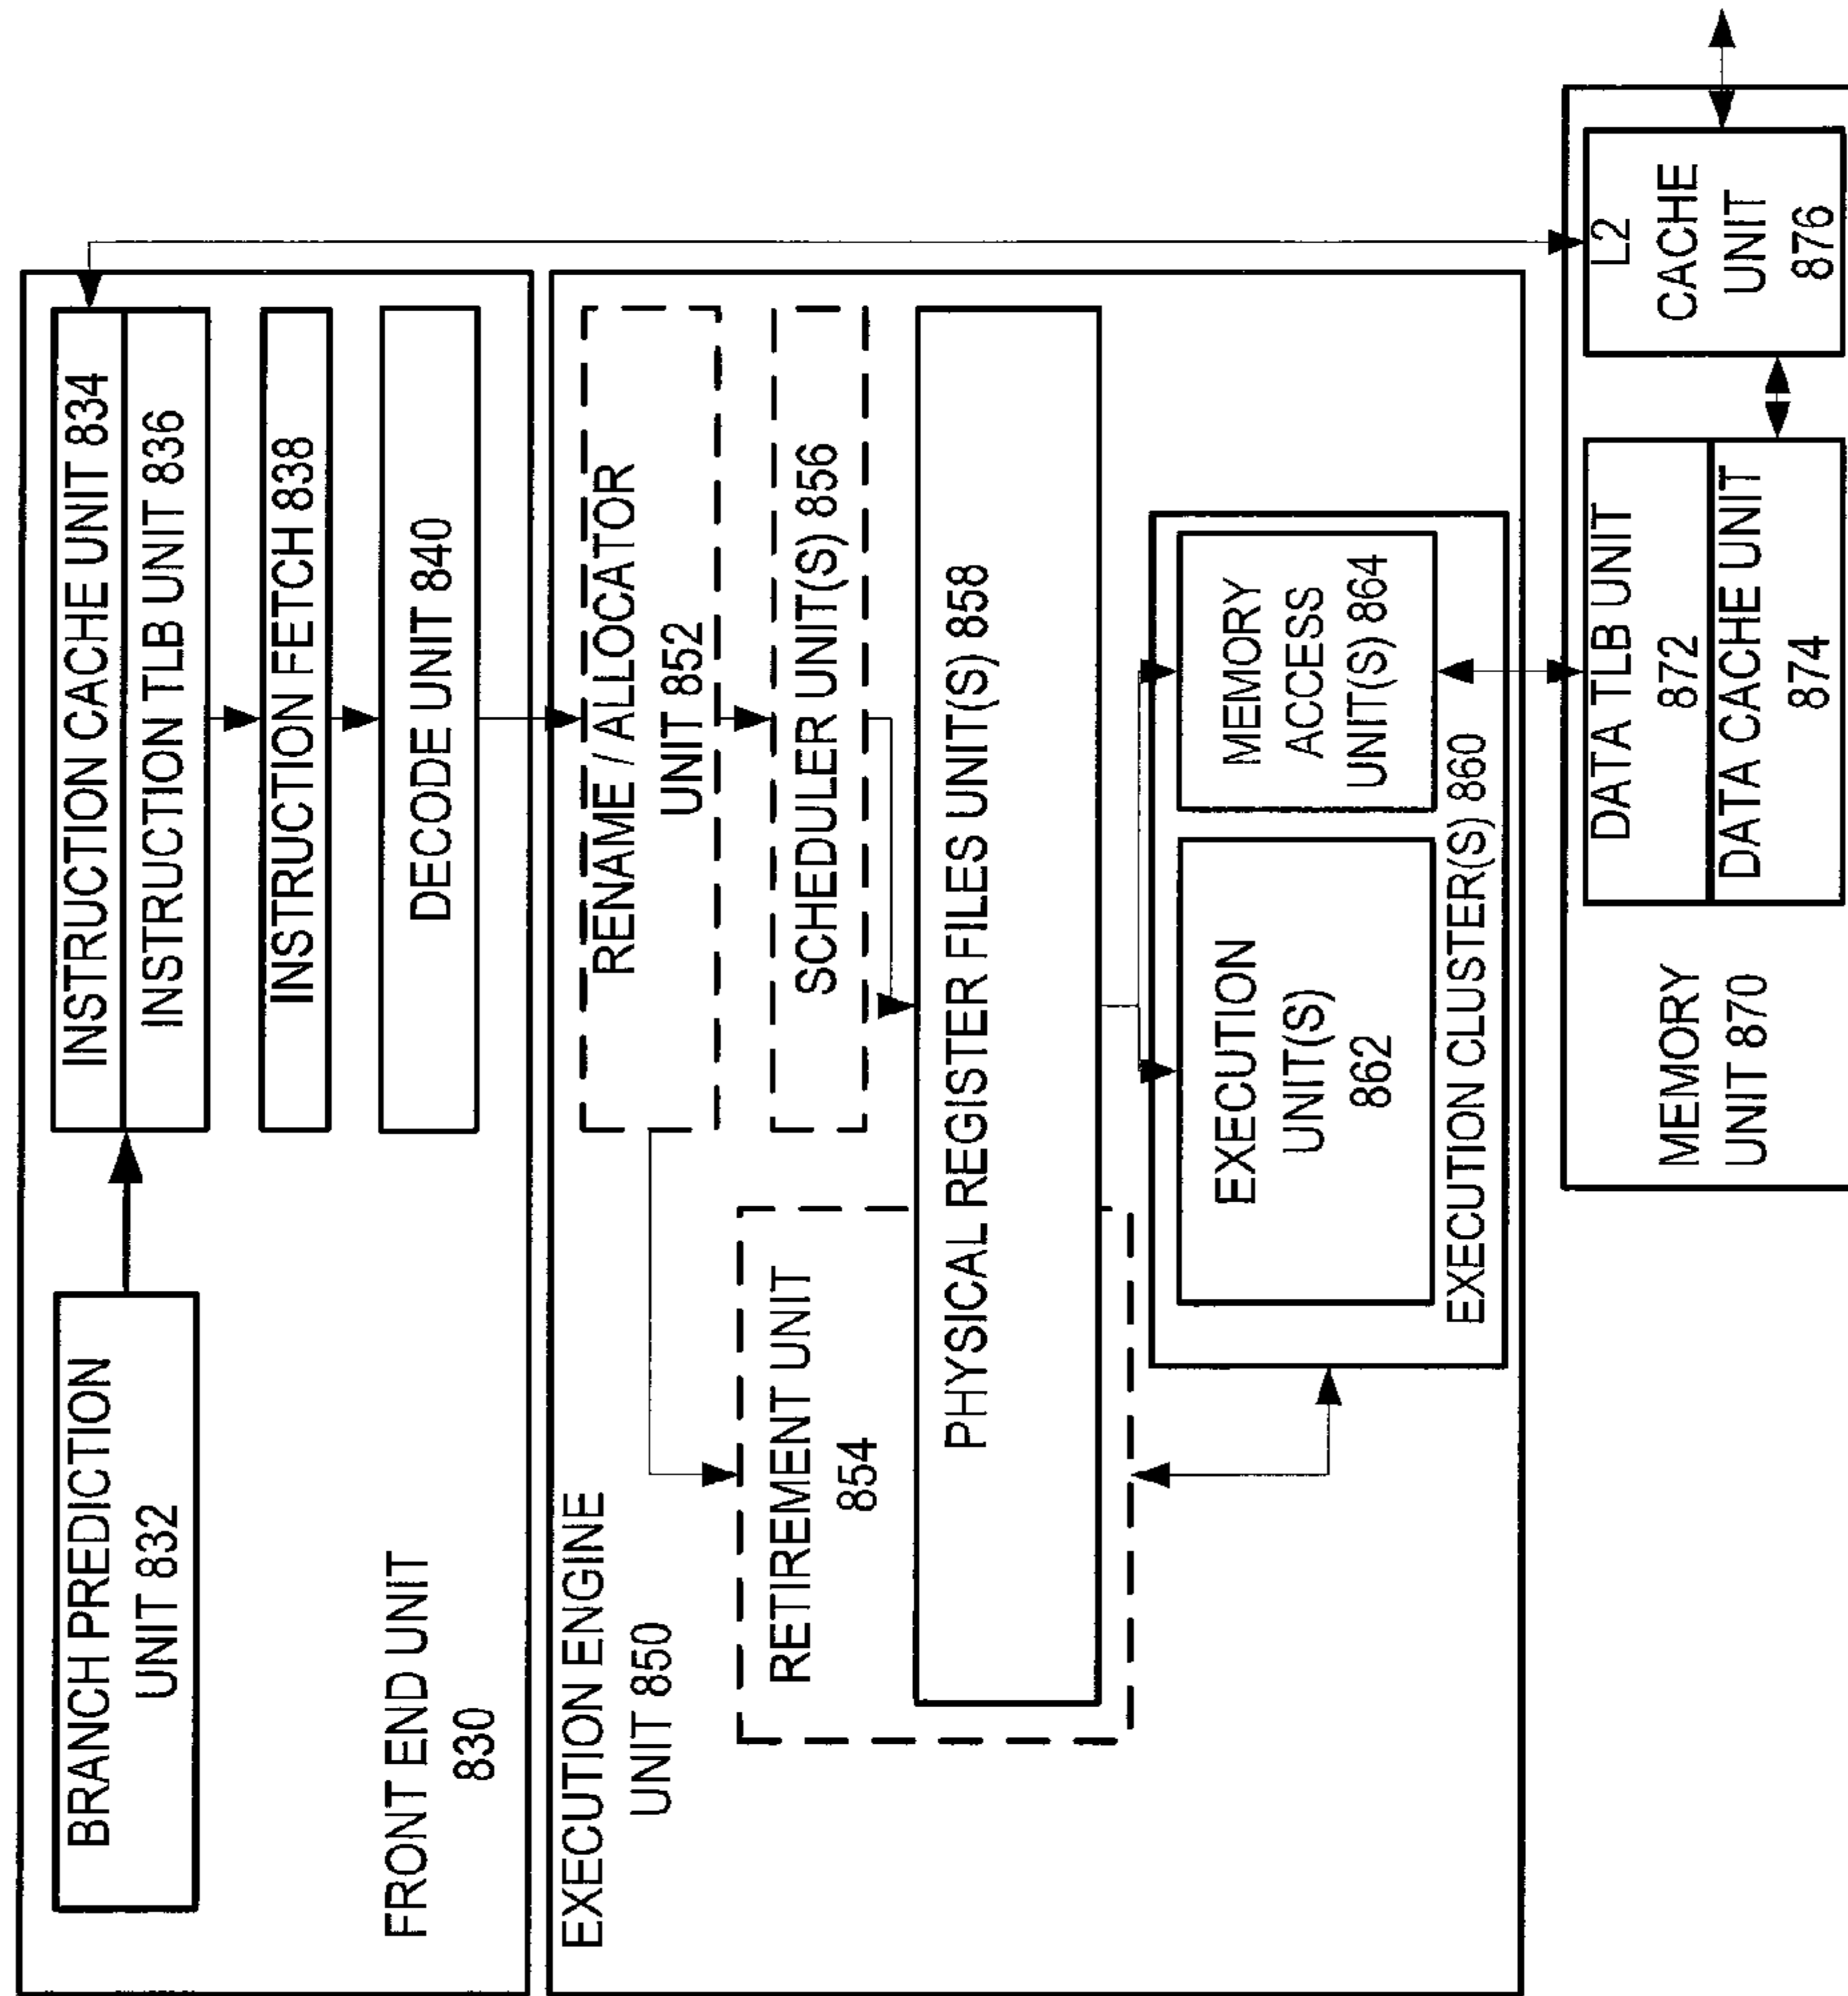 BRANCH PREDICTION
UNIT 832
INSTRUCTION CACHE UNIT 834
INSTRUCTION TLB UNIT 836
INSTRUCTION FETCH 838
DECODE UNIT 840
FRONT END UNIT
830
EXECUTION ENGINE
UNIT 850
RENAME / ALLOCATOR
UNIT 852
RETIREMENT UNIT
854
SCHEDULER UNIT(S) 856
PHYSICAL REGISTER FILES UNIT(S) 858
EXECUTION
UNIT(S)
862
MEMORY
ACCESS
UNIT(S) 864
EXECUTION CLUSTER(S) 860
MEMORY
UNIT 870
DATA TLB UNIT
872
DATA CACHE UNIT
874
L2
CACHE
UNIT
876